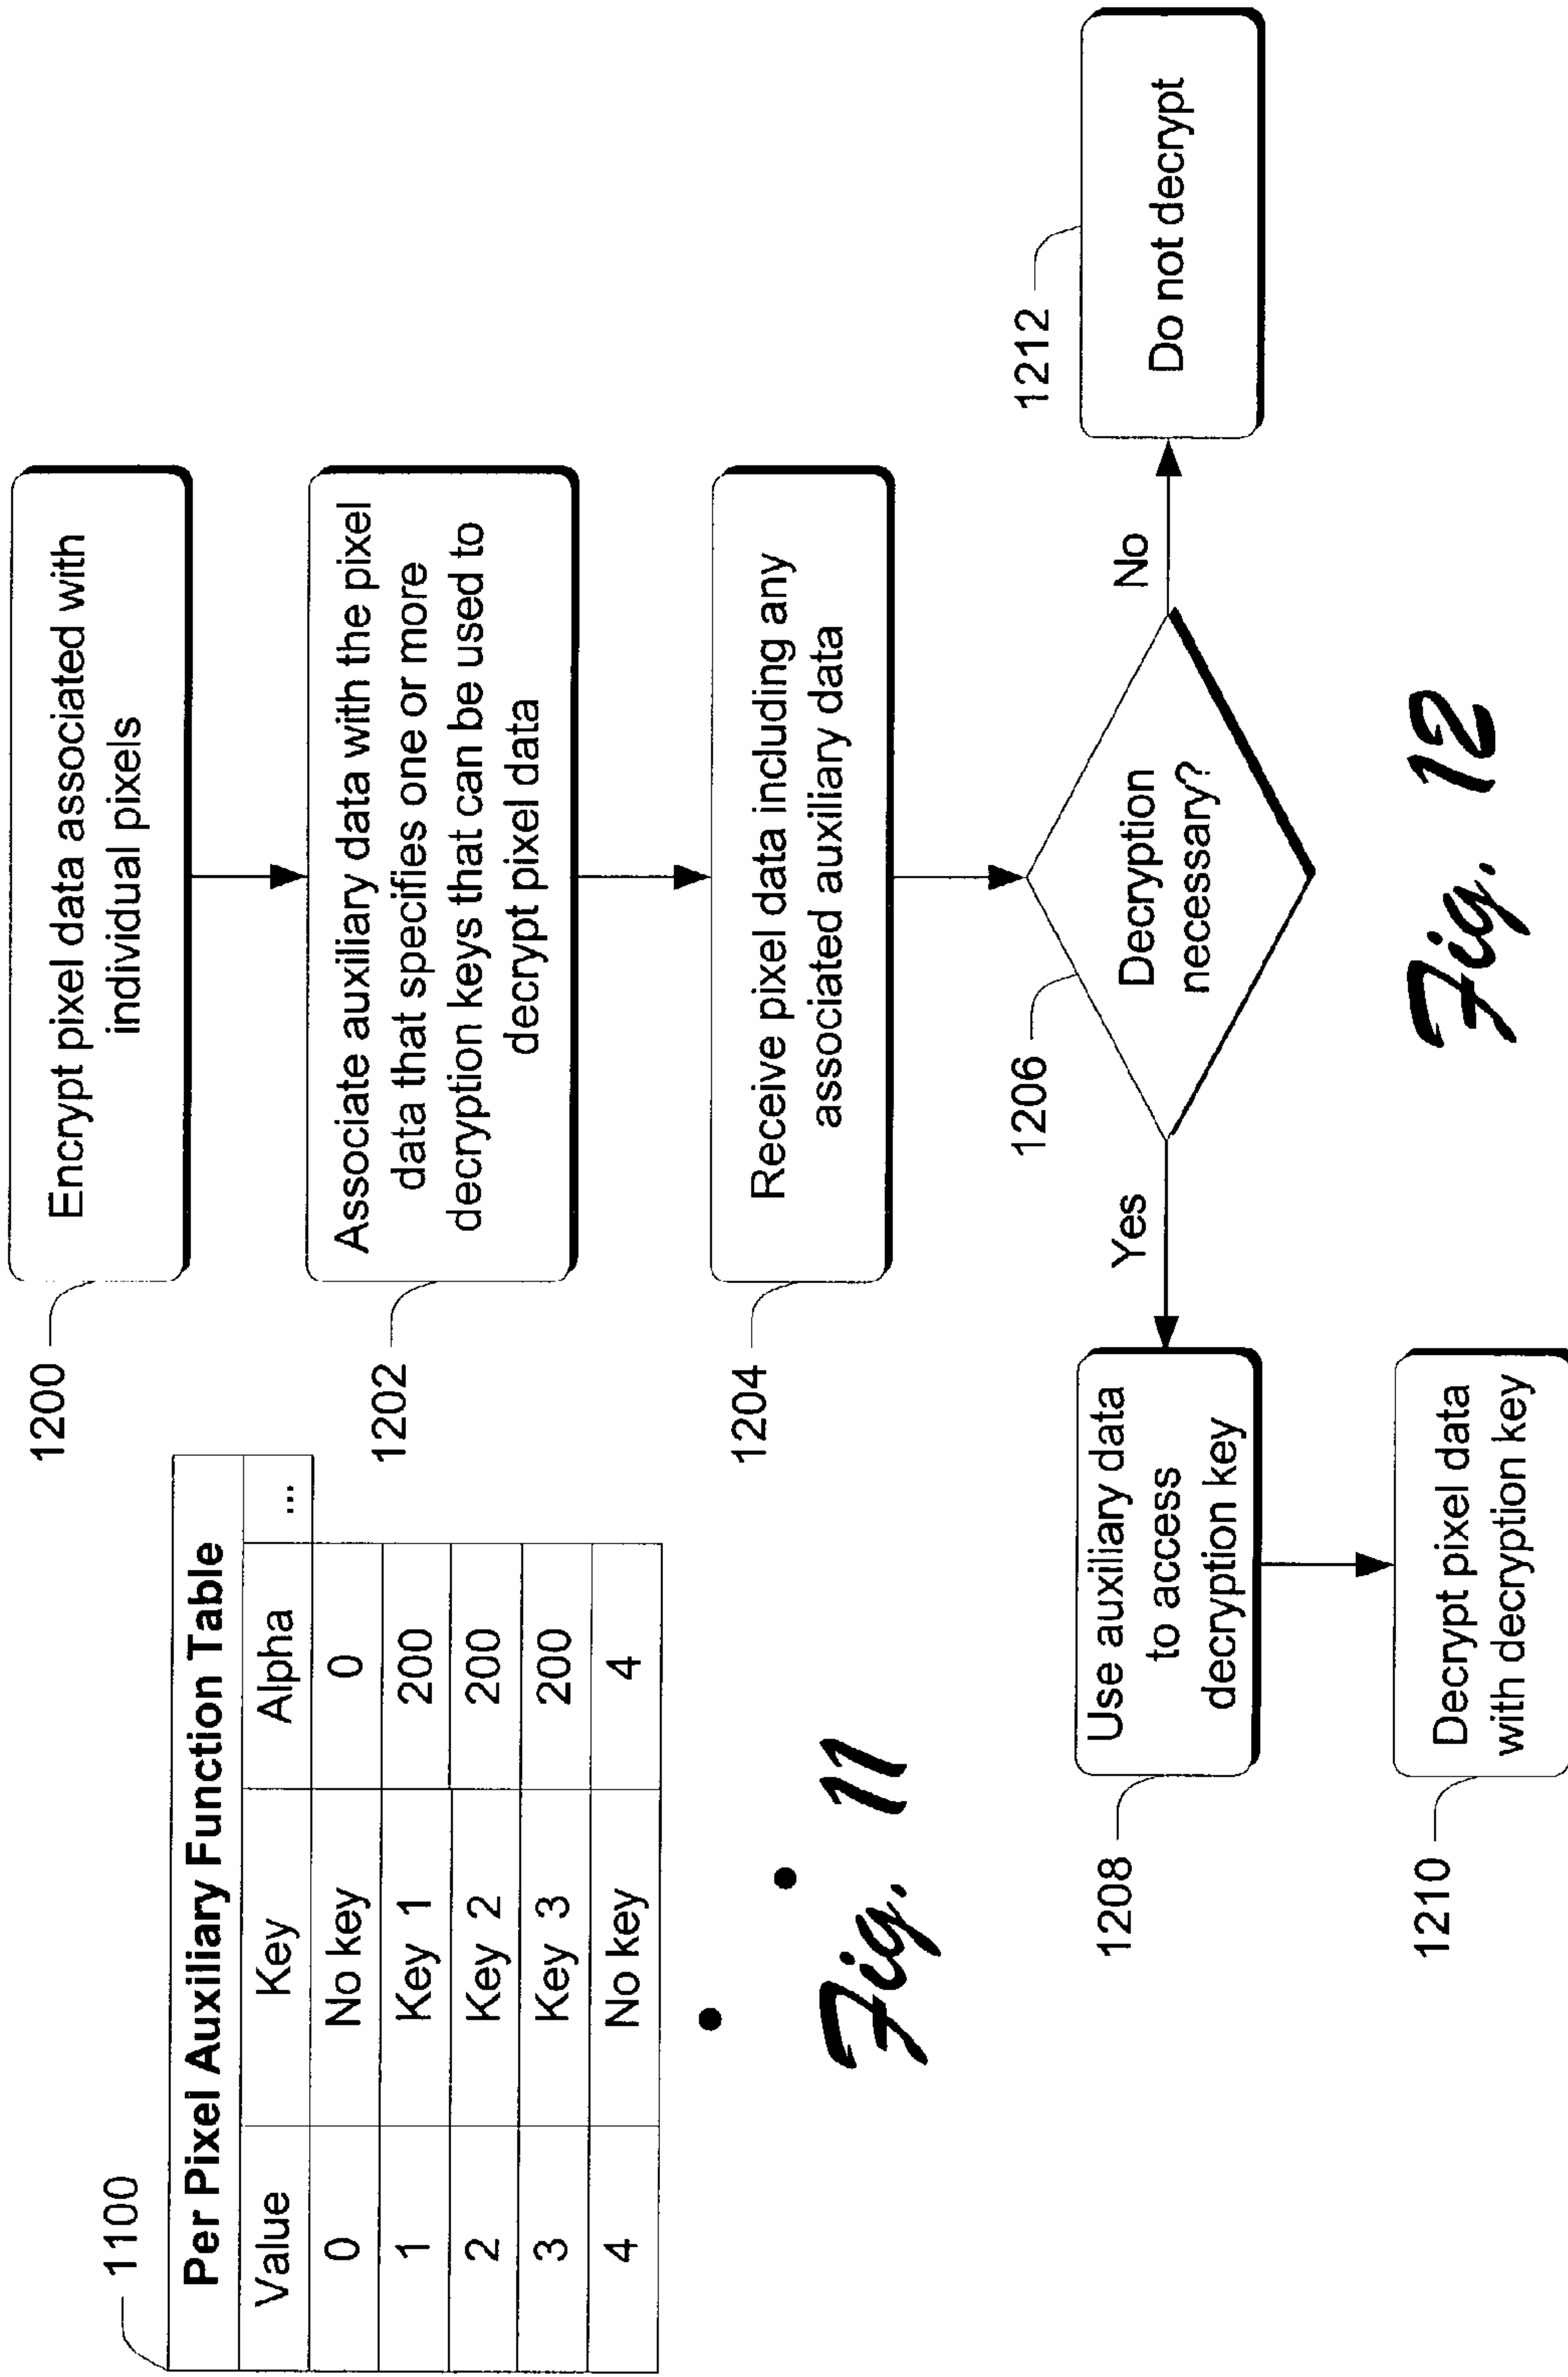 1100
Per Pixel Auxiliary Function Table
Value Key Alpha ...
0 No key 0
1 Key 1 200
2 Key 2 200
3 Key 3 200
4 No key 4
Fig. 11
1200
Encrypt pixel data associated with
individual pixels
1202
Associate auxiliary data with the pixel
data that specifies one or more
decryption keys that can be used to
decrypt pixel data
1204
Receive pixel data including any
associated auxiliary data
1206
Decryption
necessary?
Yes
No
1208
Use auxiliary data
to access
decryption key
1210
Decrypt pixel data
with decryption key
1212
Do not decrypt
Fig. 12